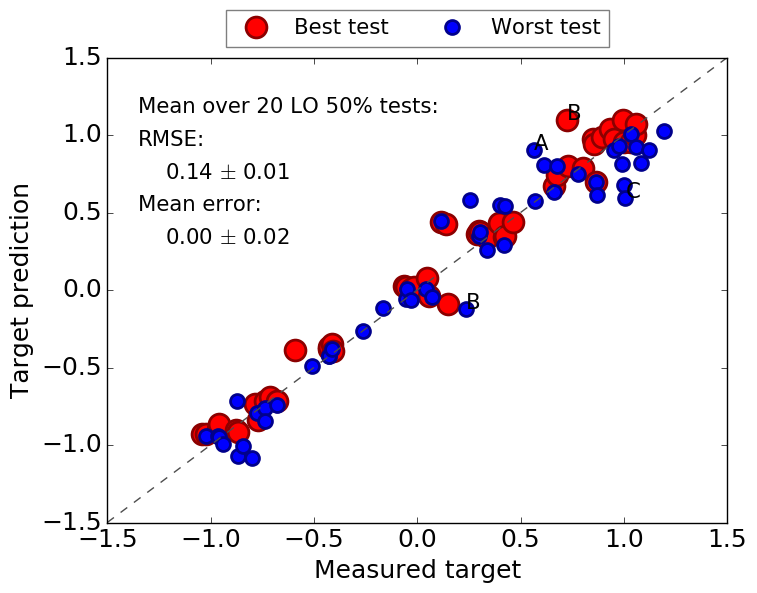 Best test Worst test
Mean over 20 LO 50% tests:
RMSE:
0.14 ± 0.01
Mean error:
0.00 ± 0.02
B
A
C
B
1.5
1.0
0.5
0.0
−0.5
−1.0
−1.5
−1.5 −1.0 −0.5 0.0 0.5 1.0 1.5
Target prediction
Measured target